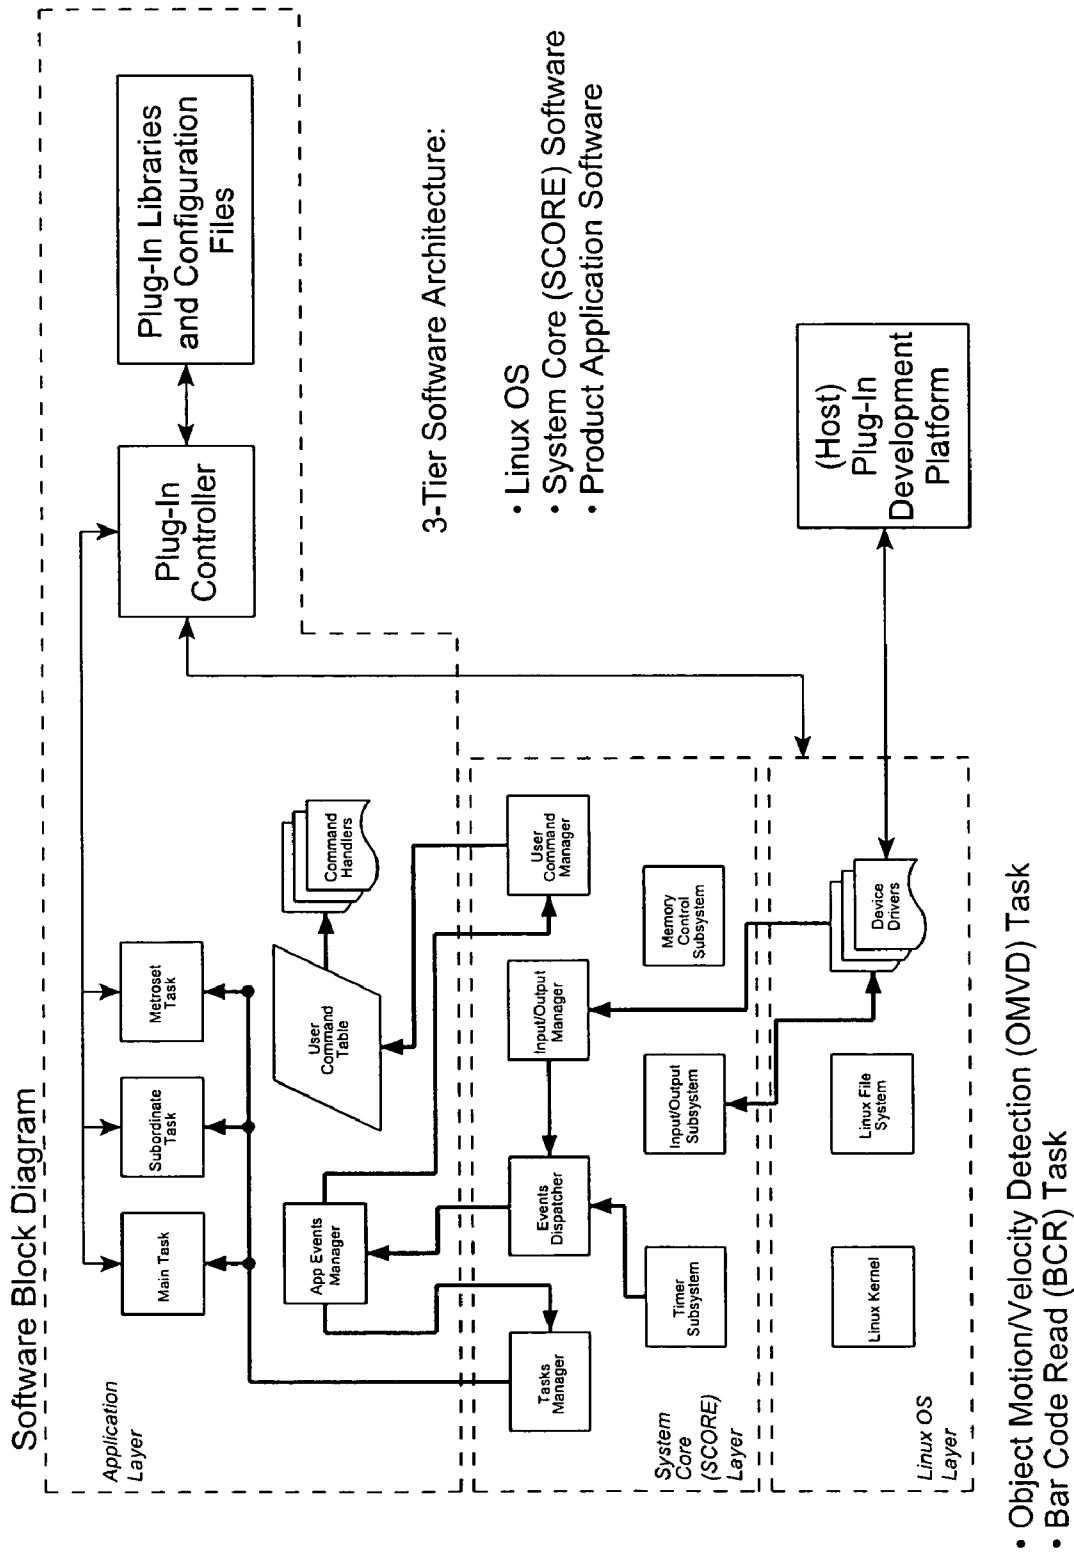 Software Block Diagram
Application
Layer
Main Task
Subordinate
Task
Metroset
Task
Plug-In
Controller
Plug-In Libraries
and Configuration
Files
App Events
Manager
User
Command
Table
Command
Handlers
3-Tier Software Architecture:
• Linux OS
• System Core (SCORE) Software
• Product Application Software
System
Core
(SCORE)
Layer
Tasks
Manager
Events
Dispatcher
Input/Output
Manager
User
Command
Manager
Timer
Subsystem
Input/Output
Subsystem
Memory
Control
Subsystem
Linux OS
Layer
Linux Kernel
Linux File
System
Device
Drivers
(Host)
Plug-In
Development
Platform
• Object Motion/Velocity Detection (OMVD) Task
• Bar Code Read (BCR) Task